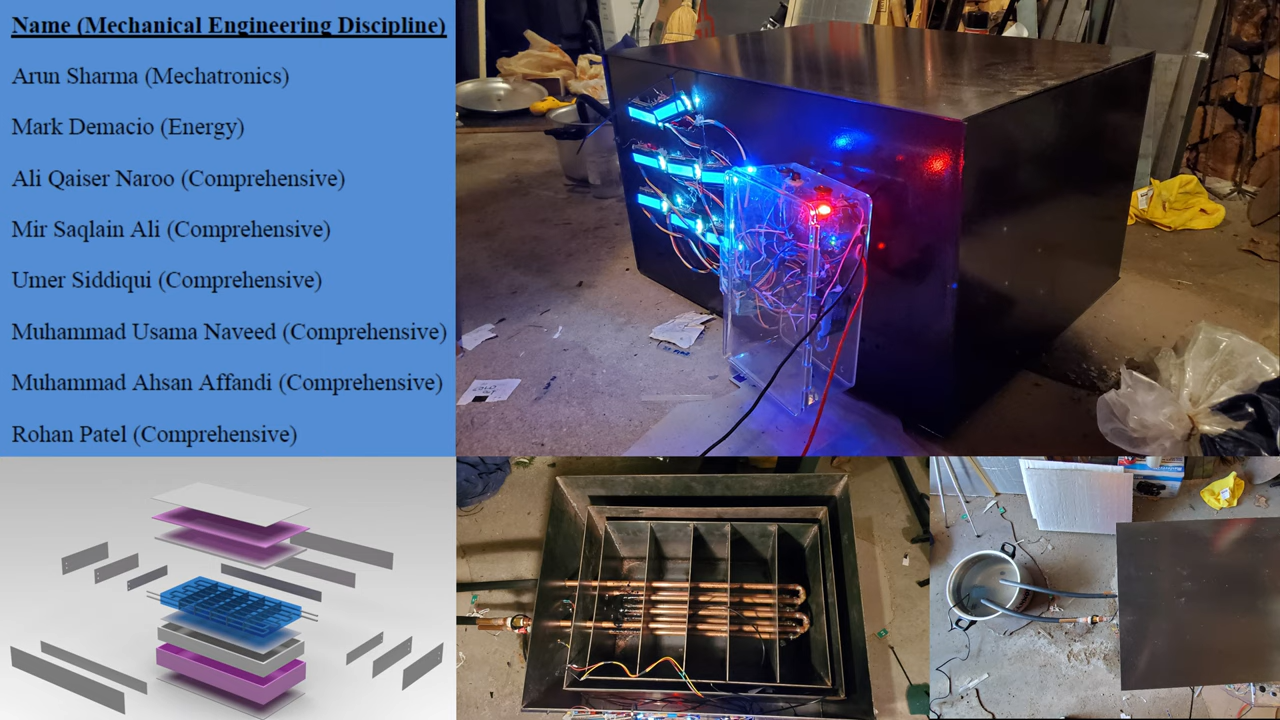 Name (Mechanical Engineering Discipline)
Arun Sharma (Mechatronics)
Mark Demacio (Energy)
Ali Qaiser Naroo (Comprehensive)
Mir Saqlain Ali (Comprehensive)
Umer Siddiqui (Comprehensive)
Muhammad Usama Naveed (Comprehensive)
Muhammad Ahsan Affandi (Comprehensive)
Rohan Patel (Comprehensive)